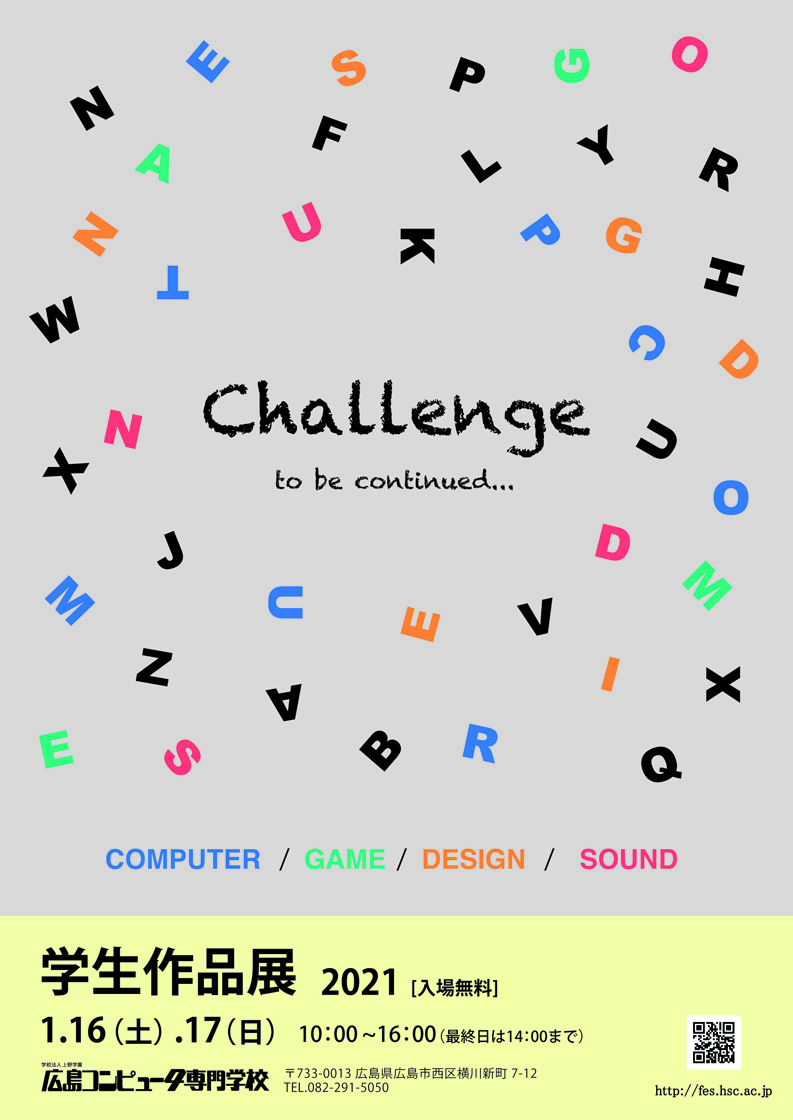 E
S
P
G
O
N
F
A
L
Y
R
N
U
K
P
G
T
H
W
C
D
Challenge
N
U
X
to be continued...
O
J
D
M
M
U
E
V
Z
I
A
X
E
S
B
R
Q
COMPUTER / GAME / DESIGN / SOUND
学生作品展 2021 [入場無料]
1.16(土).17(日) 10:00~16:00(最終日は14:00まで)
学校法人 上野学園
広島コンピュータ専門学校
〒733-0013 広島県広島市西区横川新町 7-12
TEL.082-291-5050
http://fes.hsc.ac.jp